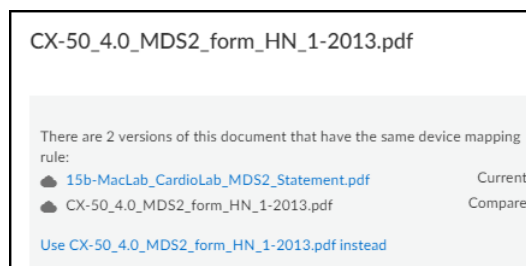 CX-50_4.0_MDS2_form_HN_1-2013.pdf
There are 2 versions of this document that have the same device mapping
rule:
15b-MacLab_CardioLab_MDS2_Statement.pdf Current
CX-50_4.0_MDS2_form_HN_1-2013.pdf Compare
Use CX-50_4.0_MDS2_form_HN_1-2013.pdf instead